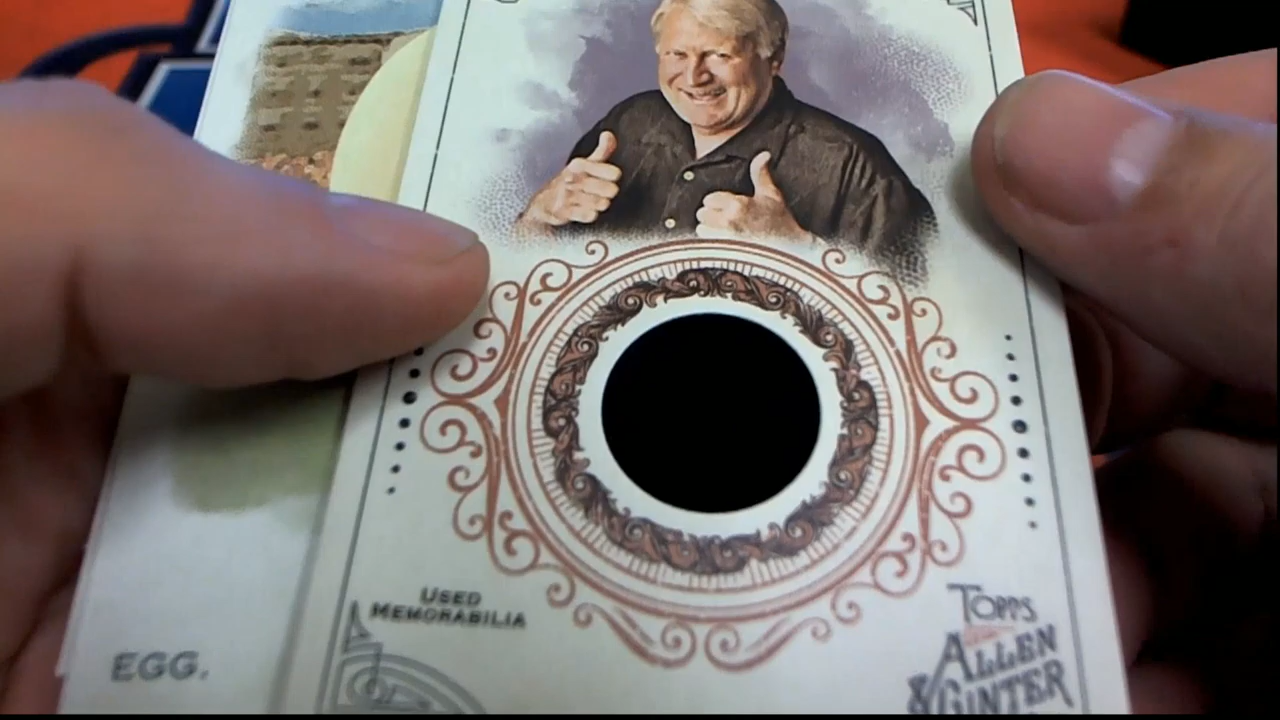 USED
MEMORABILIA
TOPPS
ALLEN
& GINTER
EGG.